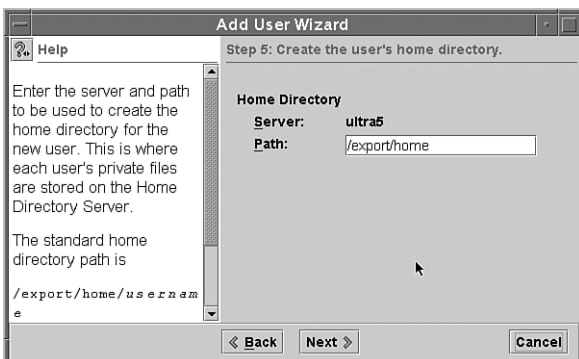 Add User Wizard
Help
Step 5: Create the user's home directory.
Enter the server and path
to be used to create the
home directory for the
new user. This is where
each user's private files
are stored on the Home
Directory Server.
The standard home
directory path is
/export/home/usernam
e
Home Directory
Server: ultra5
Path: /export/home
« Back
Next »
Cancel